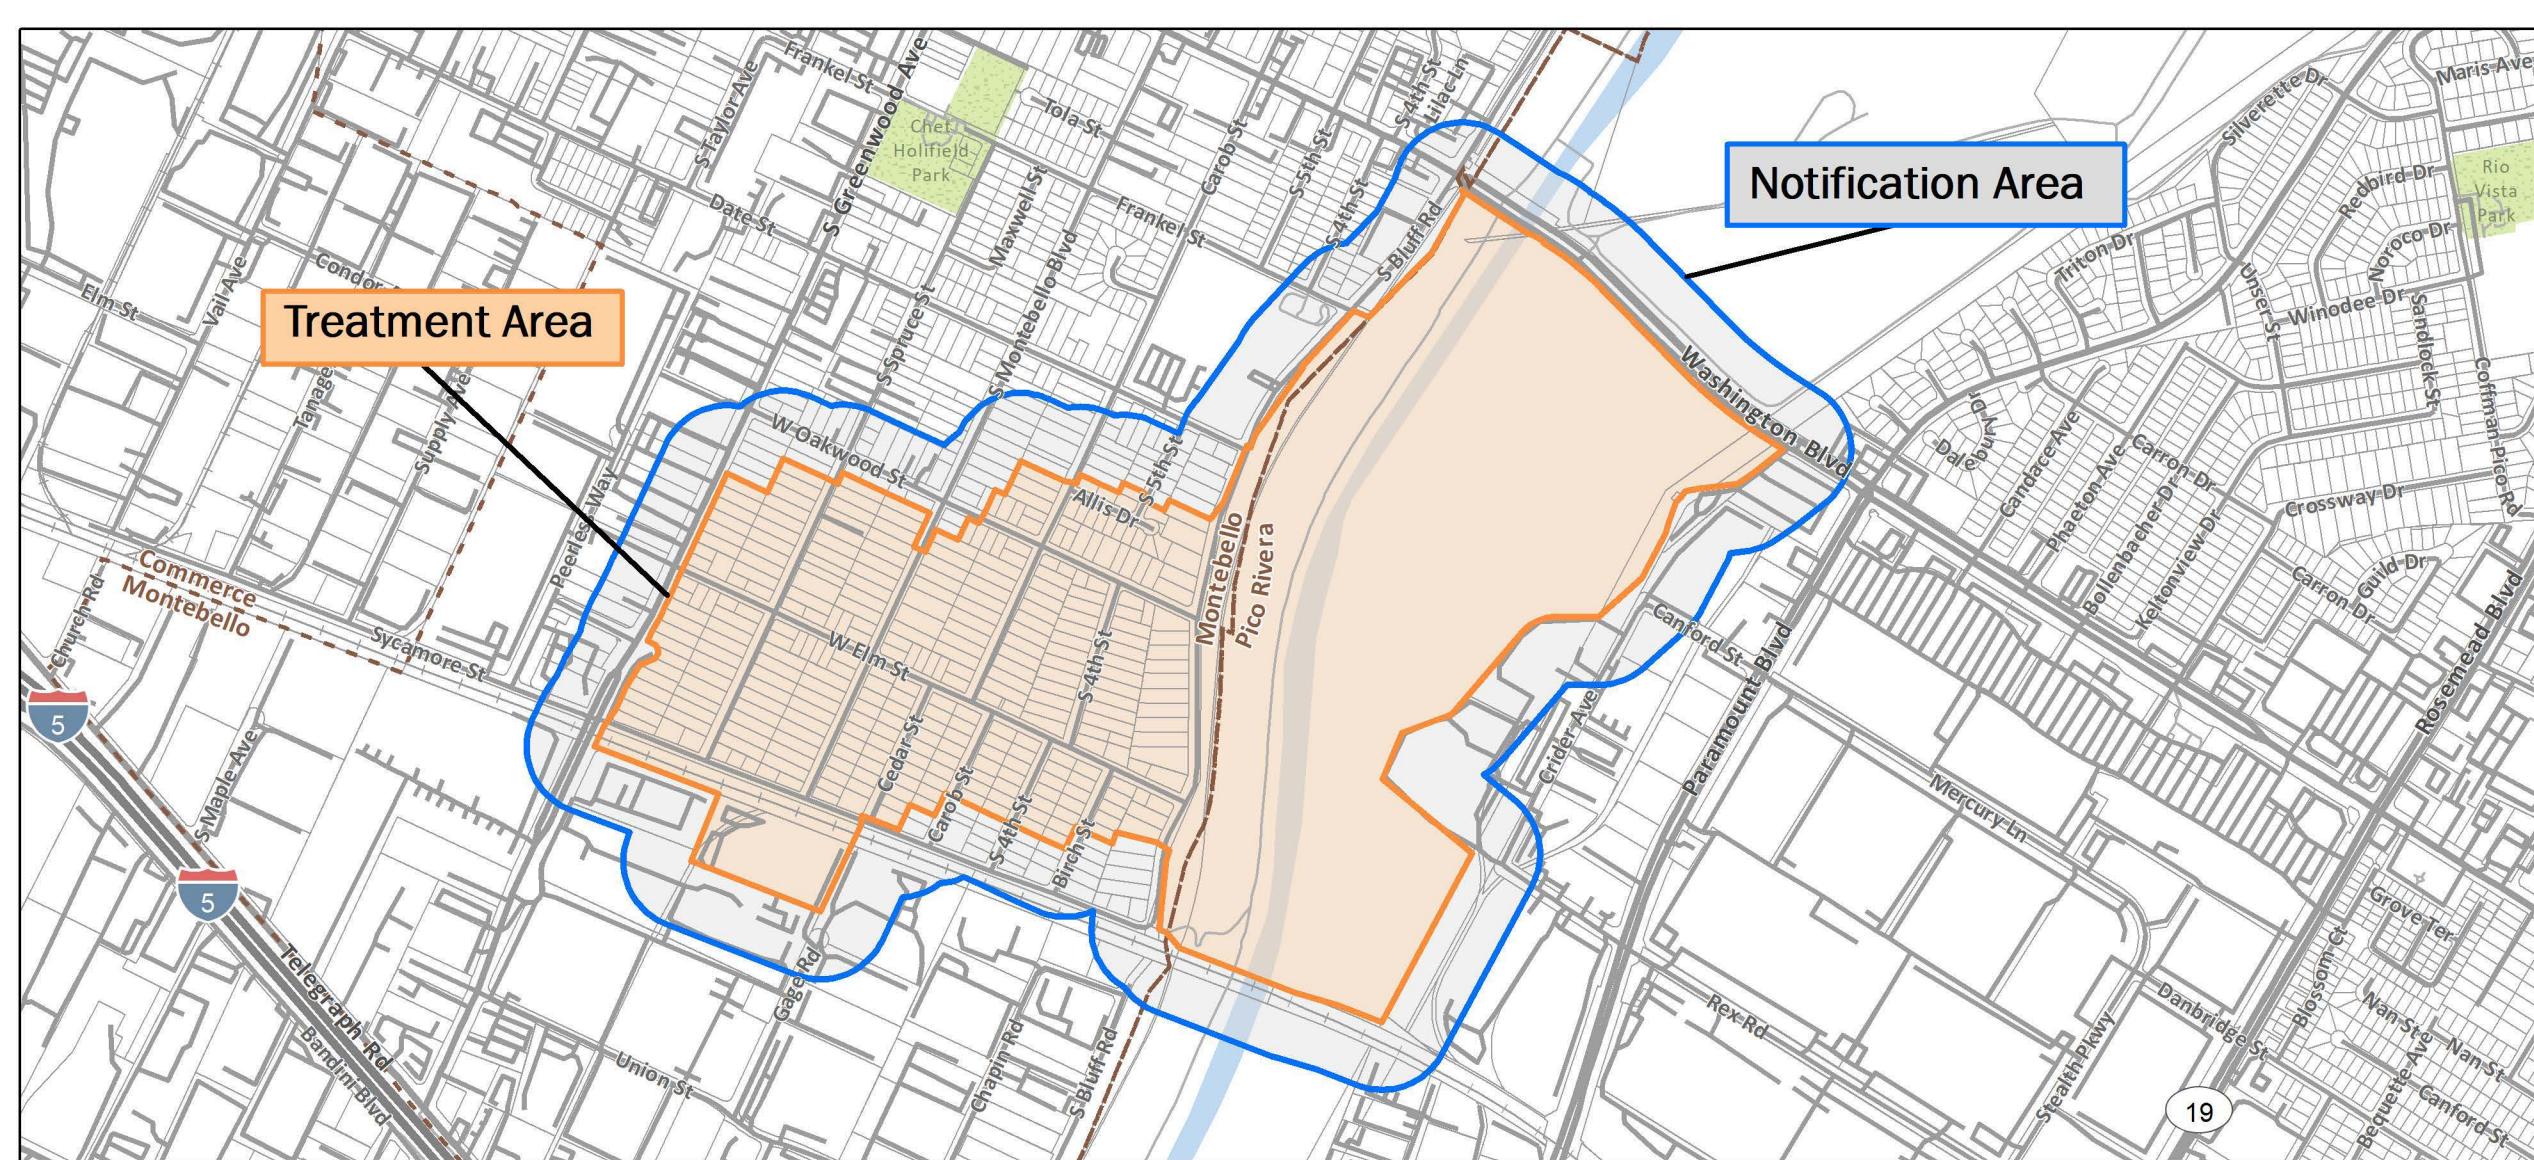 Frankel St
S Taylor Ave
S Greenwood Ave
Chet
Holifield
Park
Tola St
Maxwell St
Carob St
S 5th St
S 4th St
Lilac Ln
S 4th St
S Bluff Rd
Frankel St
Date St
Notification Area
Silverette Dr
Maris Ave
Rio
Vista
Park
Redbird Dr
Noroco Dr
Triton Dr
Unser St
Winodee Dr
Sandlock St
Coffman-Pico Rd
Elm St
Vail Ave
Condor
Treatment Area
Tanage
Supply Ave
Peerless Way
S Spruce St
S Montebello Blvd
W Oakwood St
Allis Dr
S 5th St
Washington Blvd
Dalebury Dr
Candace Ave
Phaeton Ave
Carron Dr
Bollenbacher Dr
Keltonview Dr
Crossway Dr
Guild Dr
Carron Dr
Rosemead Blvd
Commerce
Montebello
Church Rd
Sycamore St
Montebello
Pico Rivera
W Elm St
S 4th St
Cedar St
Carob St
S 4th St
Birch St
Canford St
Crider Ave
Paramount Blvd
Mercury Ln
5
5
S Maple Ave
Telegraph Rd
Bandini Blvd
Union St
Gage Rd
Chapin Rd
S Bluff Rd
Rex Rd
Danbridge St
Stealth Pkwy
Blossom Ct
Grove Ter
Nan St
Nan St
Bequette Ave
Canford St
19